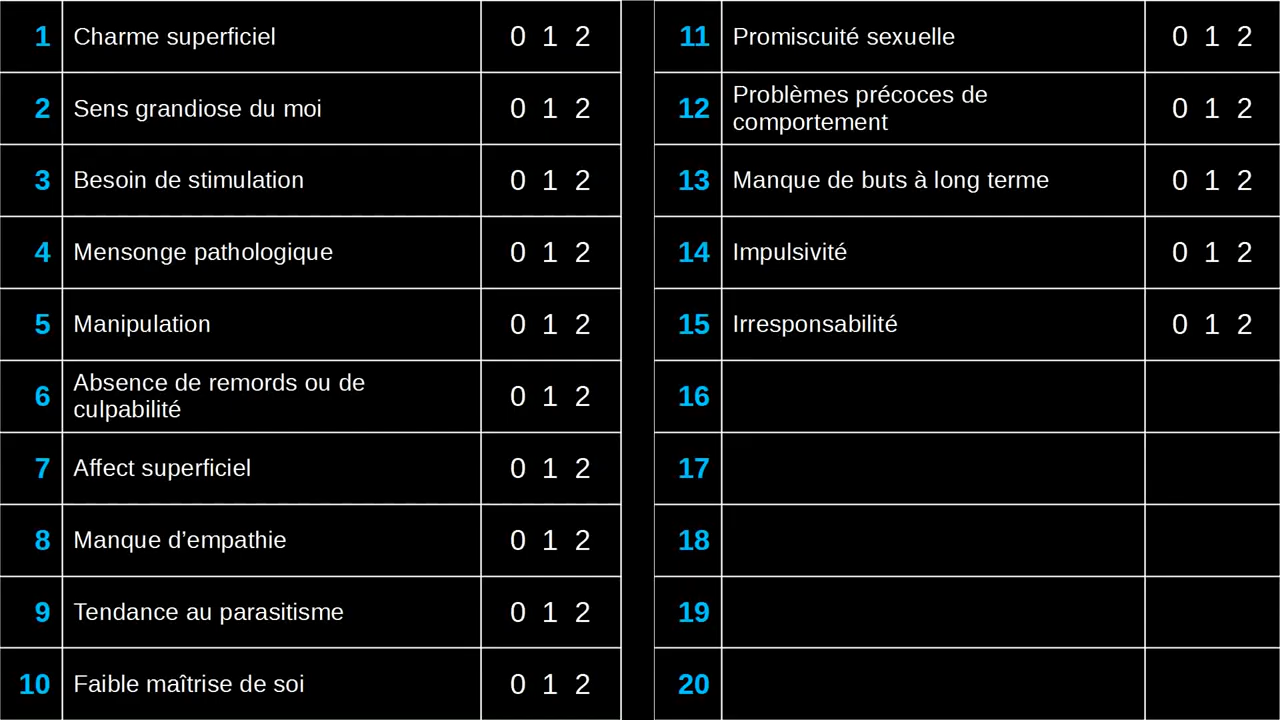 1 Charme superficiel 0 1 2
2 Sens grandiose du moi 0 1 2
3 Besoin de stimulation 0 1 2
4 Mensonge pathologique 0 1 2
5 Manipulation 0 1 2
6 Absence de remords ou de
culpabilité 0 1 2
7 Affect superficiel 0 1 2
8 Manque d’empathie 0 1 2
9 Tendance au parasitisme 0 1 2
10 Faible maîtrise de soi 0 1 2
11 Promiscuité sexuelle 0 1 2
12 Problèmes précoces de
comportement 0 1 2
13 Manque de buts à long terme 0 1 2
14 Impulsivité 0 1 2
15 Irresponsabilité 0 1 2
16
17
18
19
20